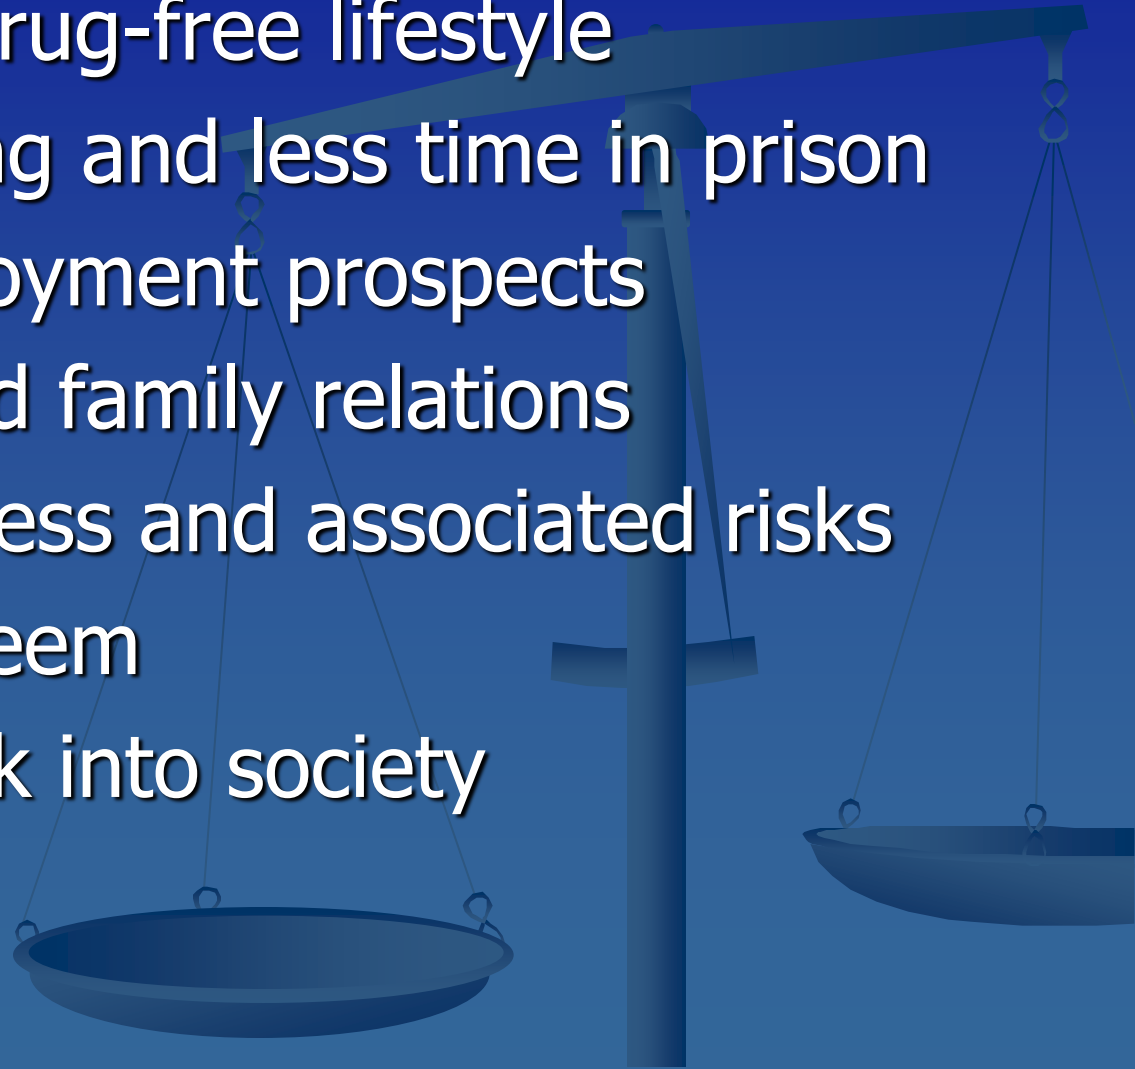 rug-free lifestyle
g and less time in prison
oyment prospects
d family relations
ess and associated risks
eem
k into society